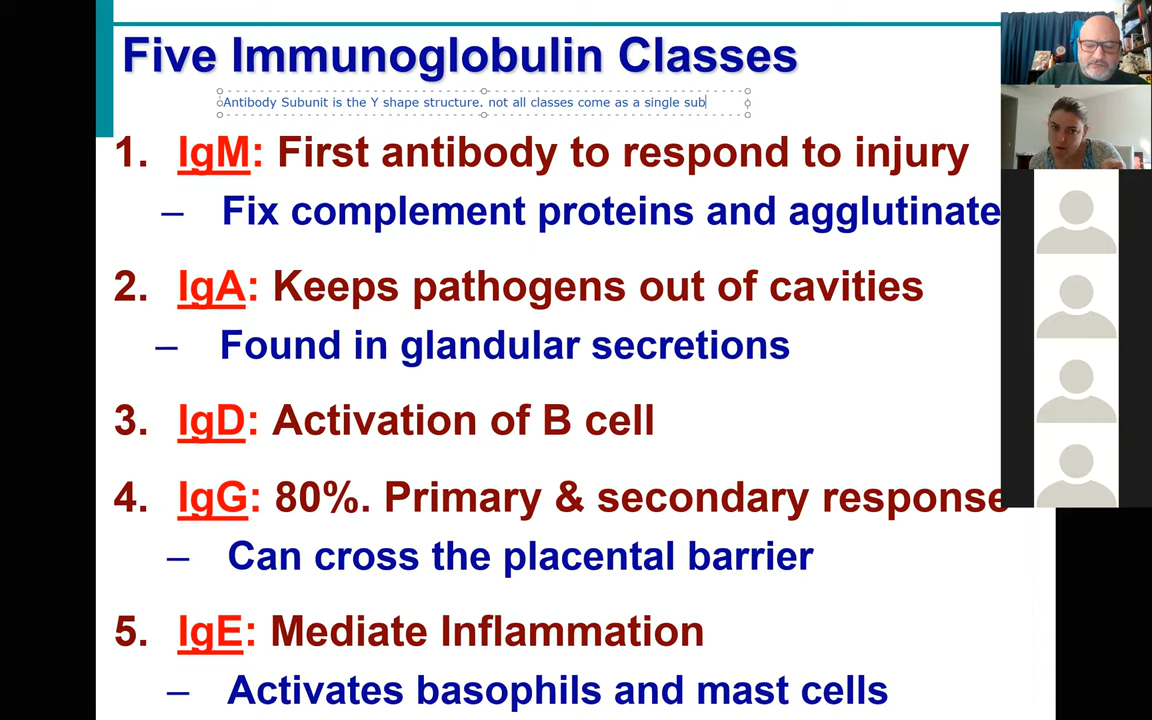 Five Immunoglobulin Classes
Antibody Subunit is the Y shape structure. not all classes come as a single sub
1. IgM: First antibody to respond to injury
– Fix complement proteins and agglutinate
2. IgA: Keeps pathogens out of cavities
– Found in glandular secretions
3. IgD: Activation of B cell
4. IgG: 80%. Primary & secondary response
– Can cross the placental barrier
5. IgE: Mediate Inflammation
– Activates basophils and mast cells